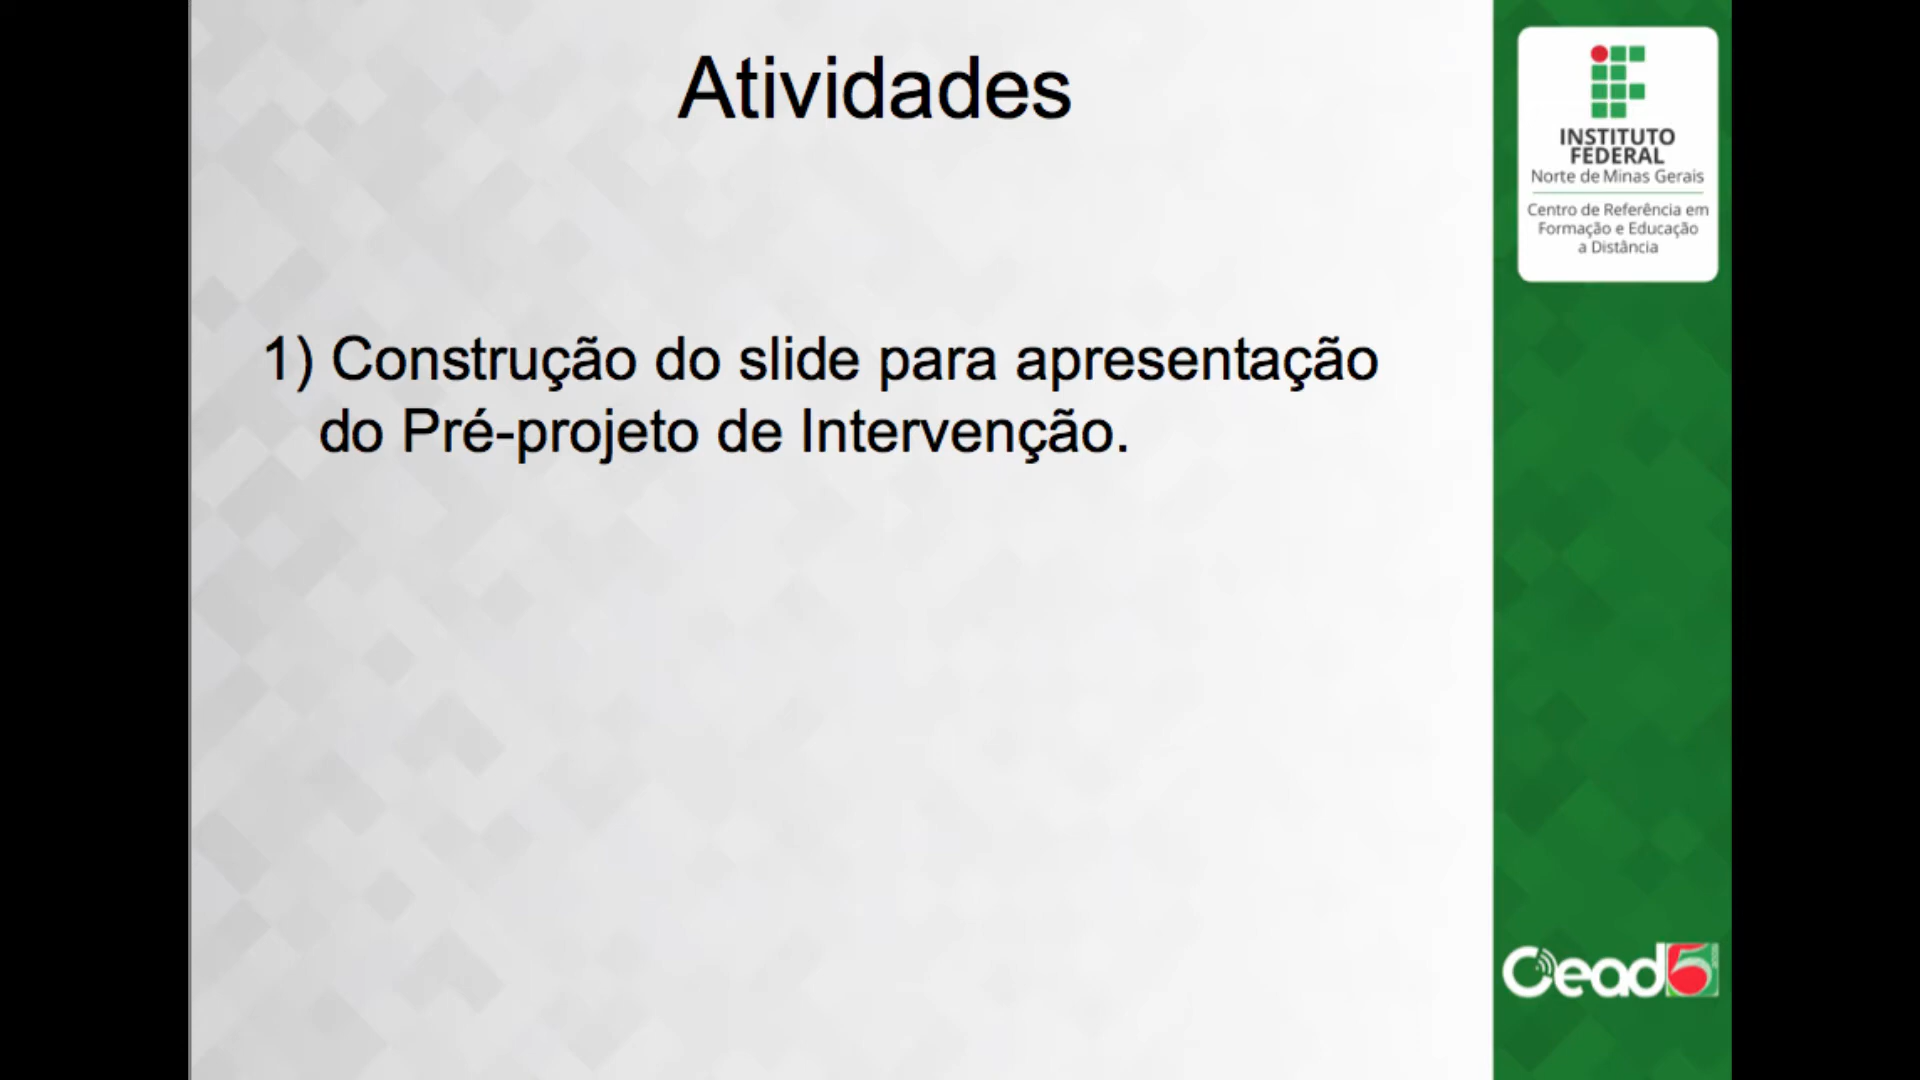 Atividades
1) Construção do slide para apresentação
do Pré-projeto de Intervenção.
INSTITUTO
FEDERAL
Norte de Minas Gerais
Centro de Referência em
Formação e Educação
a Distância
Cead5